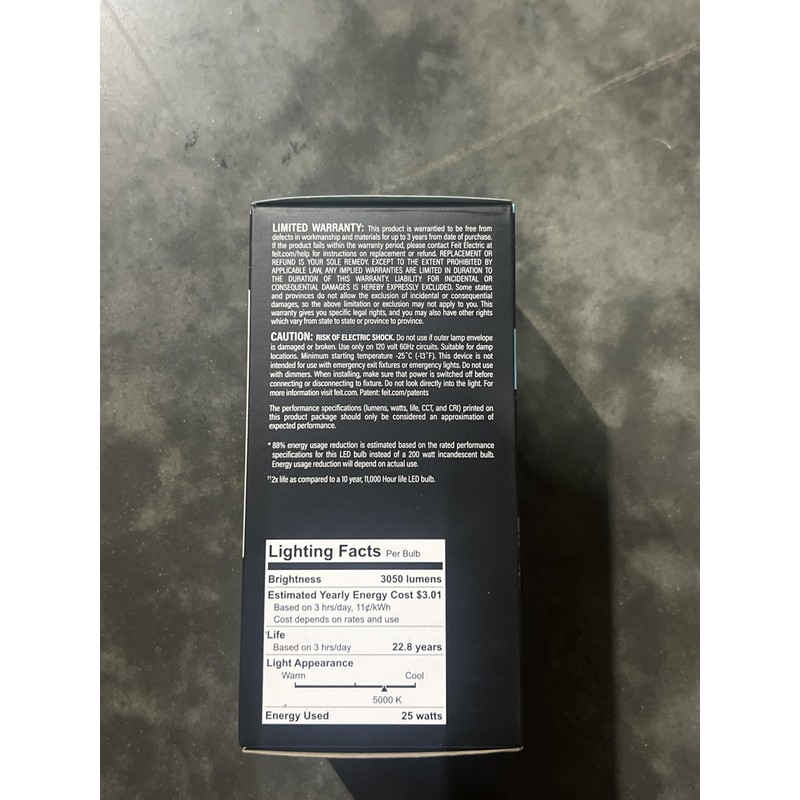 LIMITED WARRANTY: This product is warrantied to be free from
defects in workmanship and materials for up to 3 years from date of purchase.
If the product fails within the warranty period, please contact Feit Electric at
feit.com/help for instructions on replacement or refund. REPLACEMENT OR
REFUND IS YOUR SOLE REMEDY. EXCEPT TO THE EXTENT PROHIBITED BY
APPLICABLE LAW, ANY IMPLIED WARRANTIES ARE LIMITED IN DURATION TO
THE DURATION OF THIS WARRANTY. LIABILITY FOR INCIDENTAL OR
CONSEQUENTIAL DAMAGES IS HEREBY EXPRESSLY EXCLUDED. Some states
and provinces do not allow the exclusion of incidental or consequential
damages, so the above limitation or exclusion may not apply to you. This
warranty gives you specific legal rights, and you may also have other rights
which vary from state to state or province to province.
CAUTION: RISK OF ELECTRIC SHOCK. Do not use if outer lamp envelope
is damaged or broken. Use only on 120 volt 60Hz circuits. Suitable for damp
locations. Minimum starting temperature -25˚C (-13˚F). This device is not
intended for use with emergency exit fixtures or emergency lights. Do not use
with dimmers. When installing, make sure that power is switched off before
connecting or disconnecting to fixture. Do not look directly into the light. For
more information visit feit.com. Patent: feit.com/patents
The performance specifications (lumens, watts, life, CCT, and CRI) printed on
this product package should only be considered an approximation of
expected performance.
* 88% energy usage reduction is estimated based on the rated performance
specifications for this LED bulb instead of a 200 watt incandescent bulb.
Energy usage reduction will depend on actual use.
††2x life as compared to a 10 year, 11,000 Hour life LED bulb.
Lighting Facts Per Bulb
Brightness 3050 lumens
Estimated Yearly Energy Cost $3.01
Based on 3 hrs/day, 11¢/kWh
Cost depends on rates and use
Life
Based on 3 hrs/day 22.8 years
Light Appearance
Warm Cool
5000 K
Energy Used 25 watts